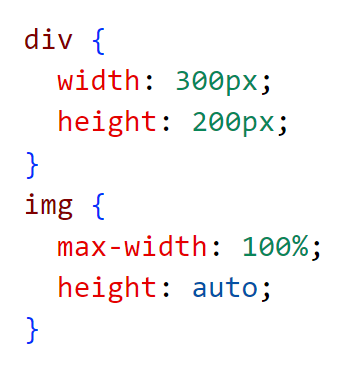 div {
  width: 300px;
  height: 200px;
}
img {
  max-width: 100%;
  height: auto;
}